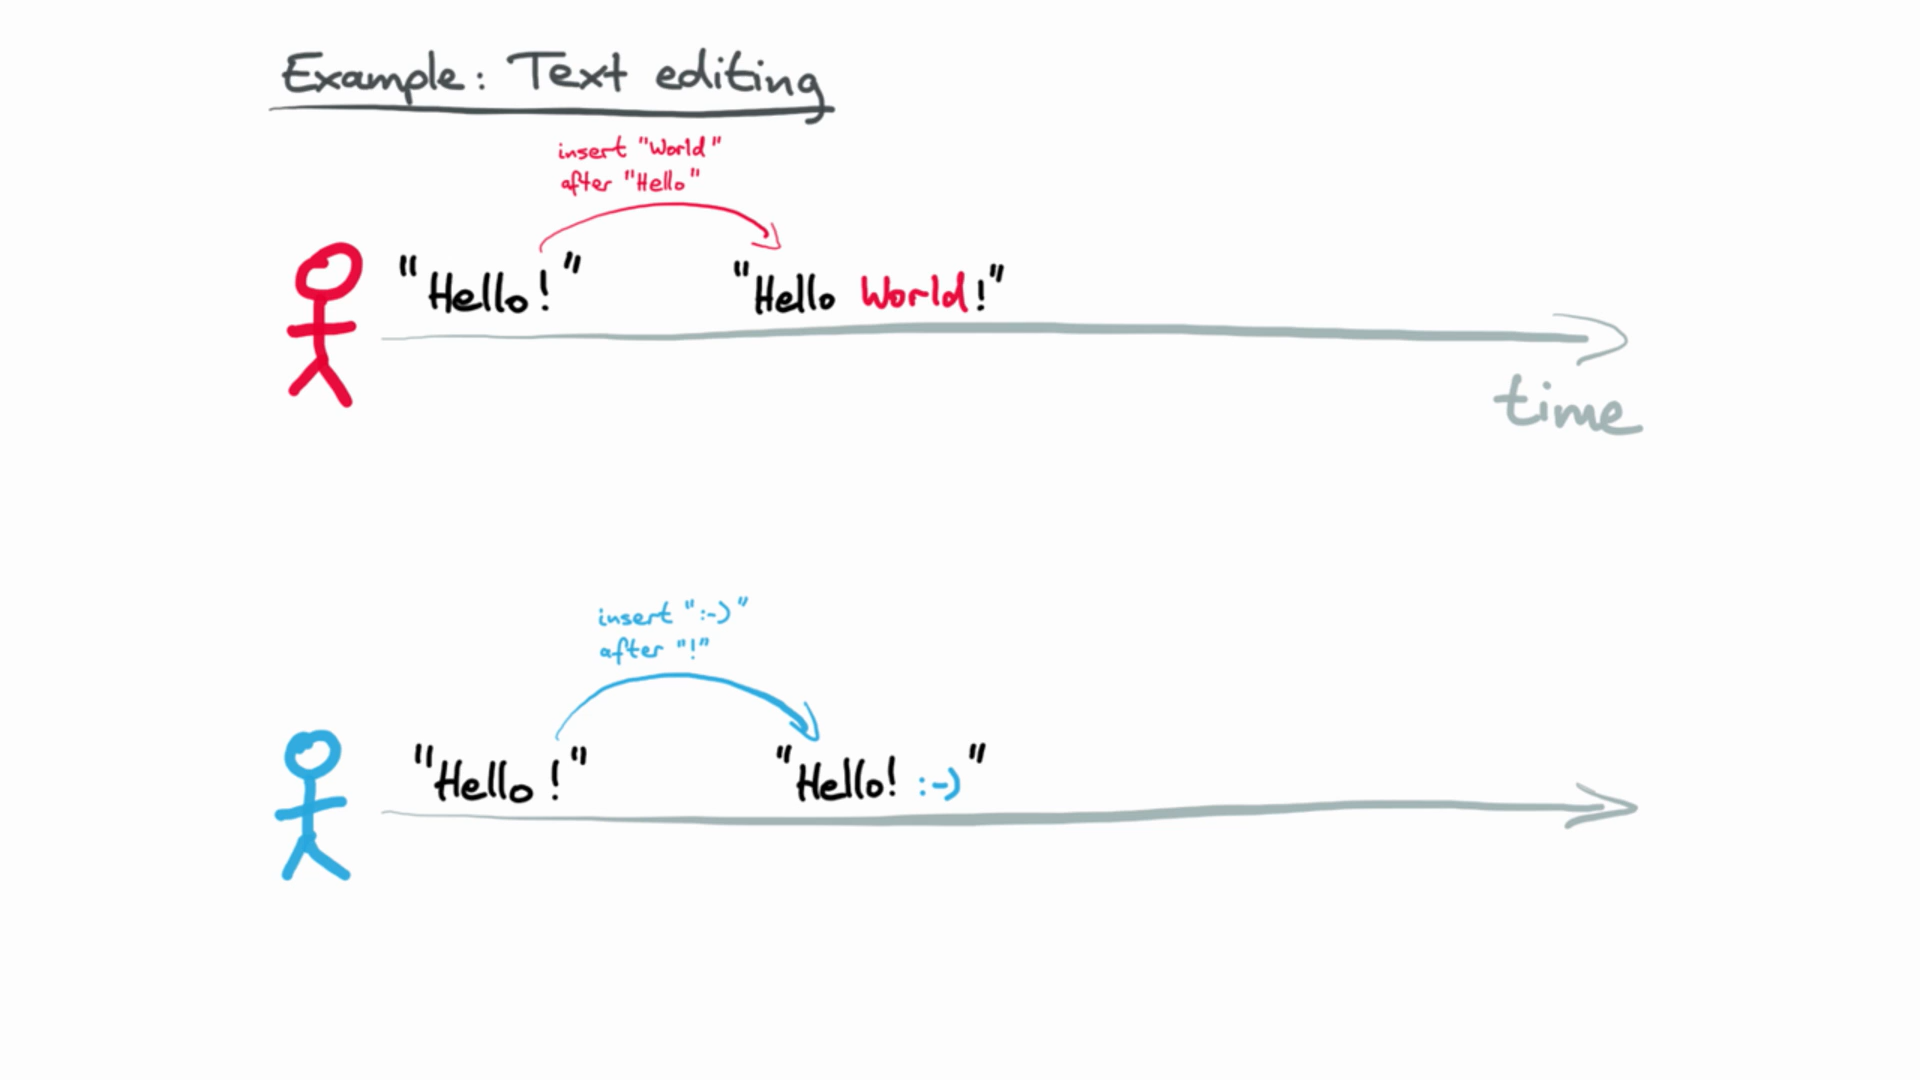 Example: Text editing
insert "World"
after "Hello"
"Hello!"
"Hello World!"
time
insert ":-)"
after "!"
"Hello!"
"Hello! :-)"